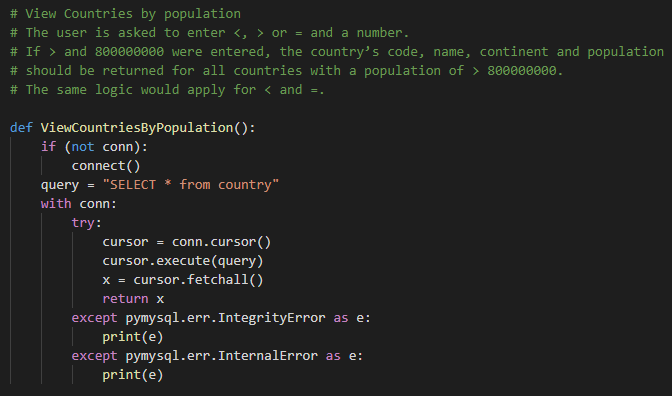 # View Countries by population
# The user is asked to enter <, > or = and a number.
# If > and 800000000 were entered, the country’s code, name, continent and population
# should be returned for all countries with a population of > 800000000.
# The same logic would apply for < and =.

def ViewCountriesByPopulation():
    if (not conn):
        connect()
    query = "SELECT * from country"
    with conn:
        try:
            cursor = conn.cursor()
            cursor.execute(query)
            x = cursor.fetchall()
            return x
        except pymysql.err.IntegrityError as e:
            print(e)
        except pymysql.err.InternalError as e:
            print(e)